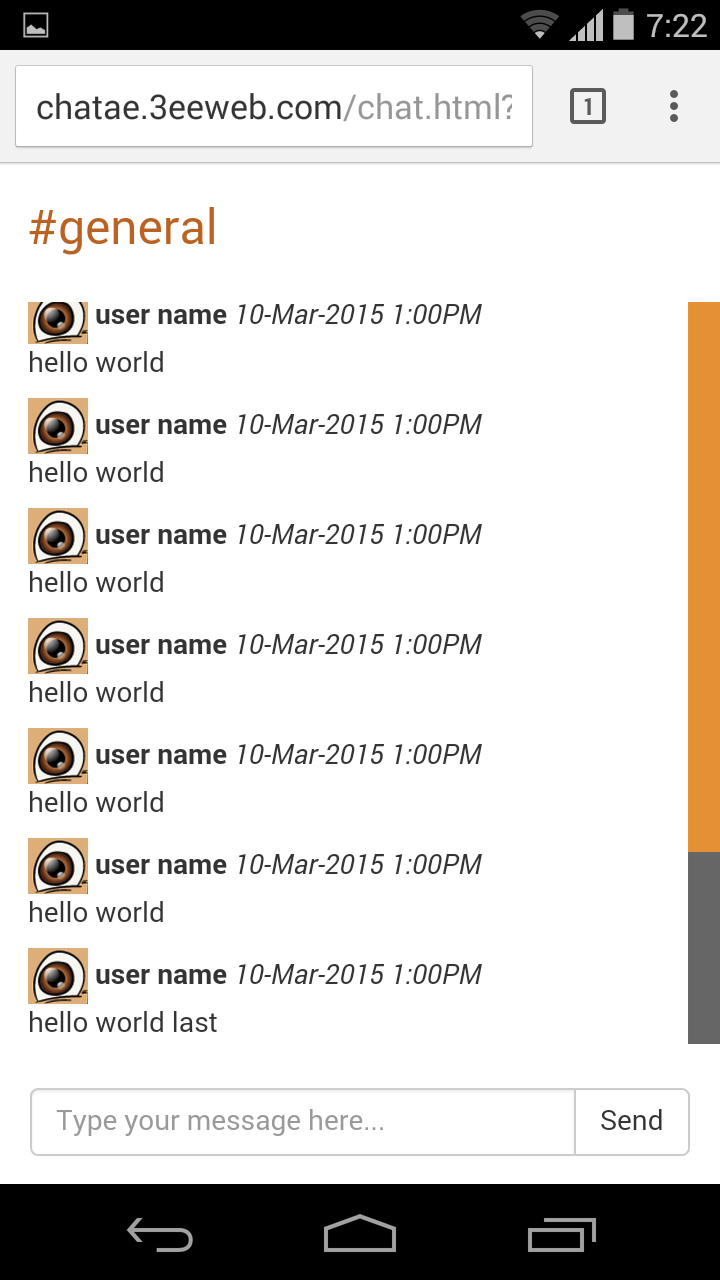 7:22
chatae.3eeweb.com/chat.html?
1
#general
user name 10-Mar-2015 1:00PM
hello world
user name 10-Mar-2015 1:00PM
hello world
user name 10-Mar-2015 1:00PM
hello world
user name 10-Mar-2015 1:00PM
hello world
user name 10-Mar-2015 1:00PM
hello world
user name 10-Mar-2015 1:00PM
hello world
user name 10-Mar-2015 1:00PM
hello world last
Type your message here... Send